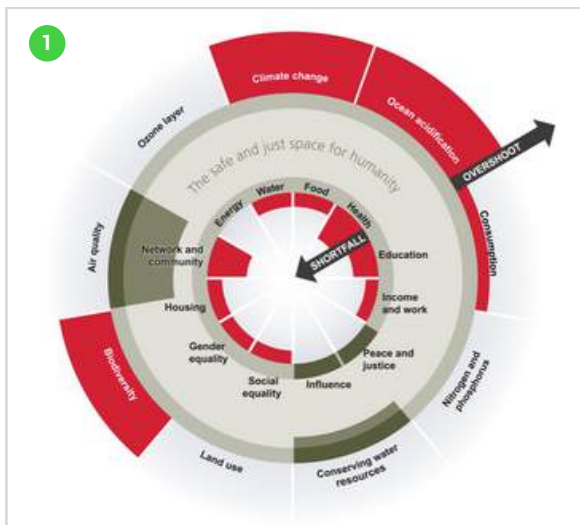 1
Climate change
Ocean acidification
OVERSHOOT
Consumption
Nitrogen and
phosphorus
Conserving water
resources
Land use
Biodiversity
Air quality
Ozone layer
The safe and just space for humanity
Water
Food
Health
SHORTFALL
Education
Income
and work
Peace and
justice
Influence
Social
equality
Gender
equality
Housing
Network and
community
Energy